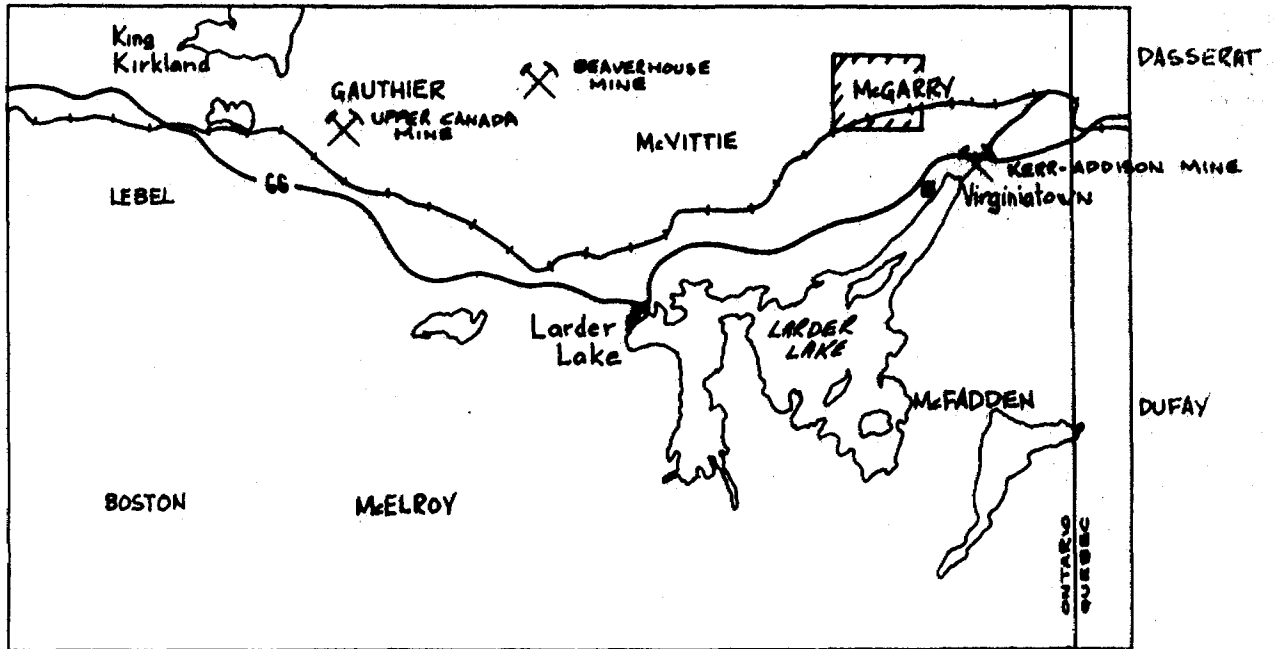 King
Kirkland
GAUTHIER
UPPER CANADA
MINE
BEAVERHOUSE
MINE
McGARRY
DASSERAT
McVITTIE
KERR-ADDISON MINE
Virginiatown
LEBEL
66
Larder
Lake
LARDER
LAKE
McFADDEN
DUFAY
BOSTON
McELROY
ONTARIO
QUEBEC